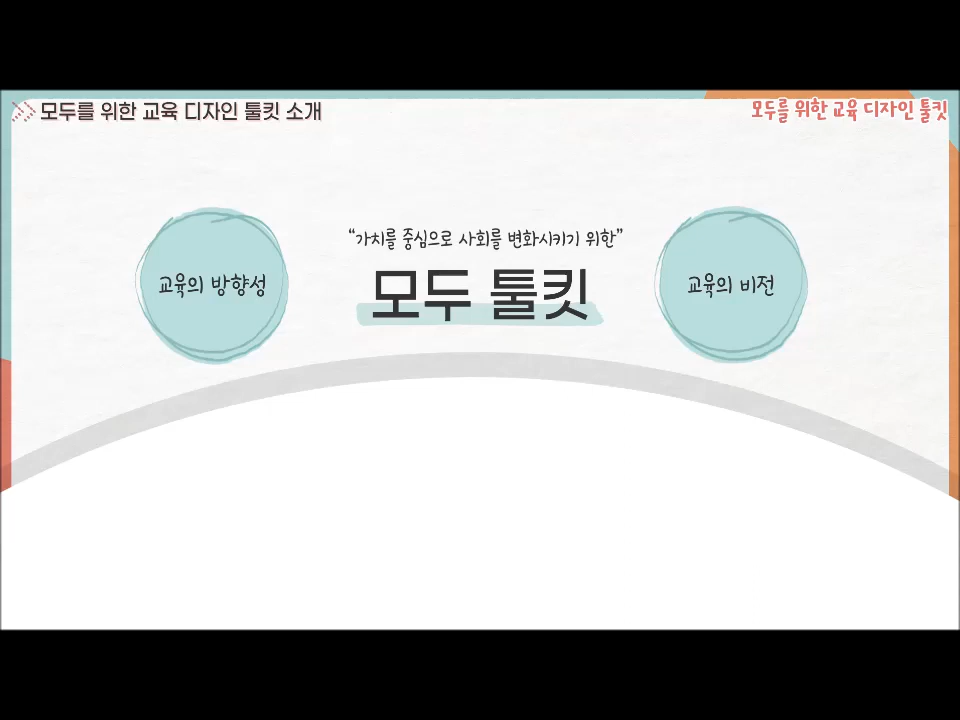 모두를 위한 교육 디자인 툴킷 소개
모두를 위한 교육 디자인 툴킷
“가치를 중심으로 사회를 변화시키기 위한”
교육의 방향성
모두 툴킷
교육의 비전